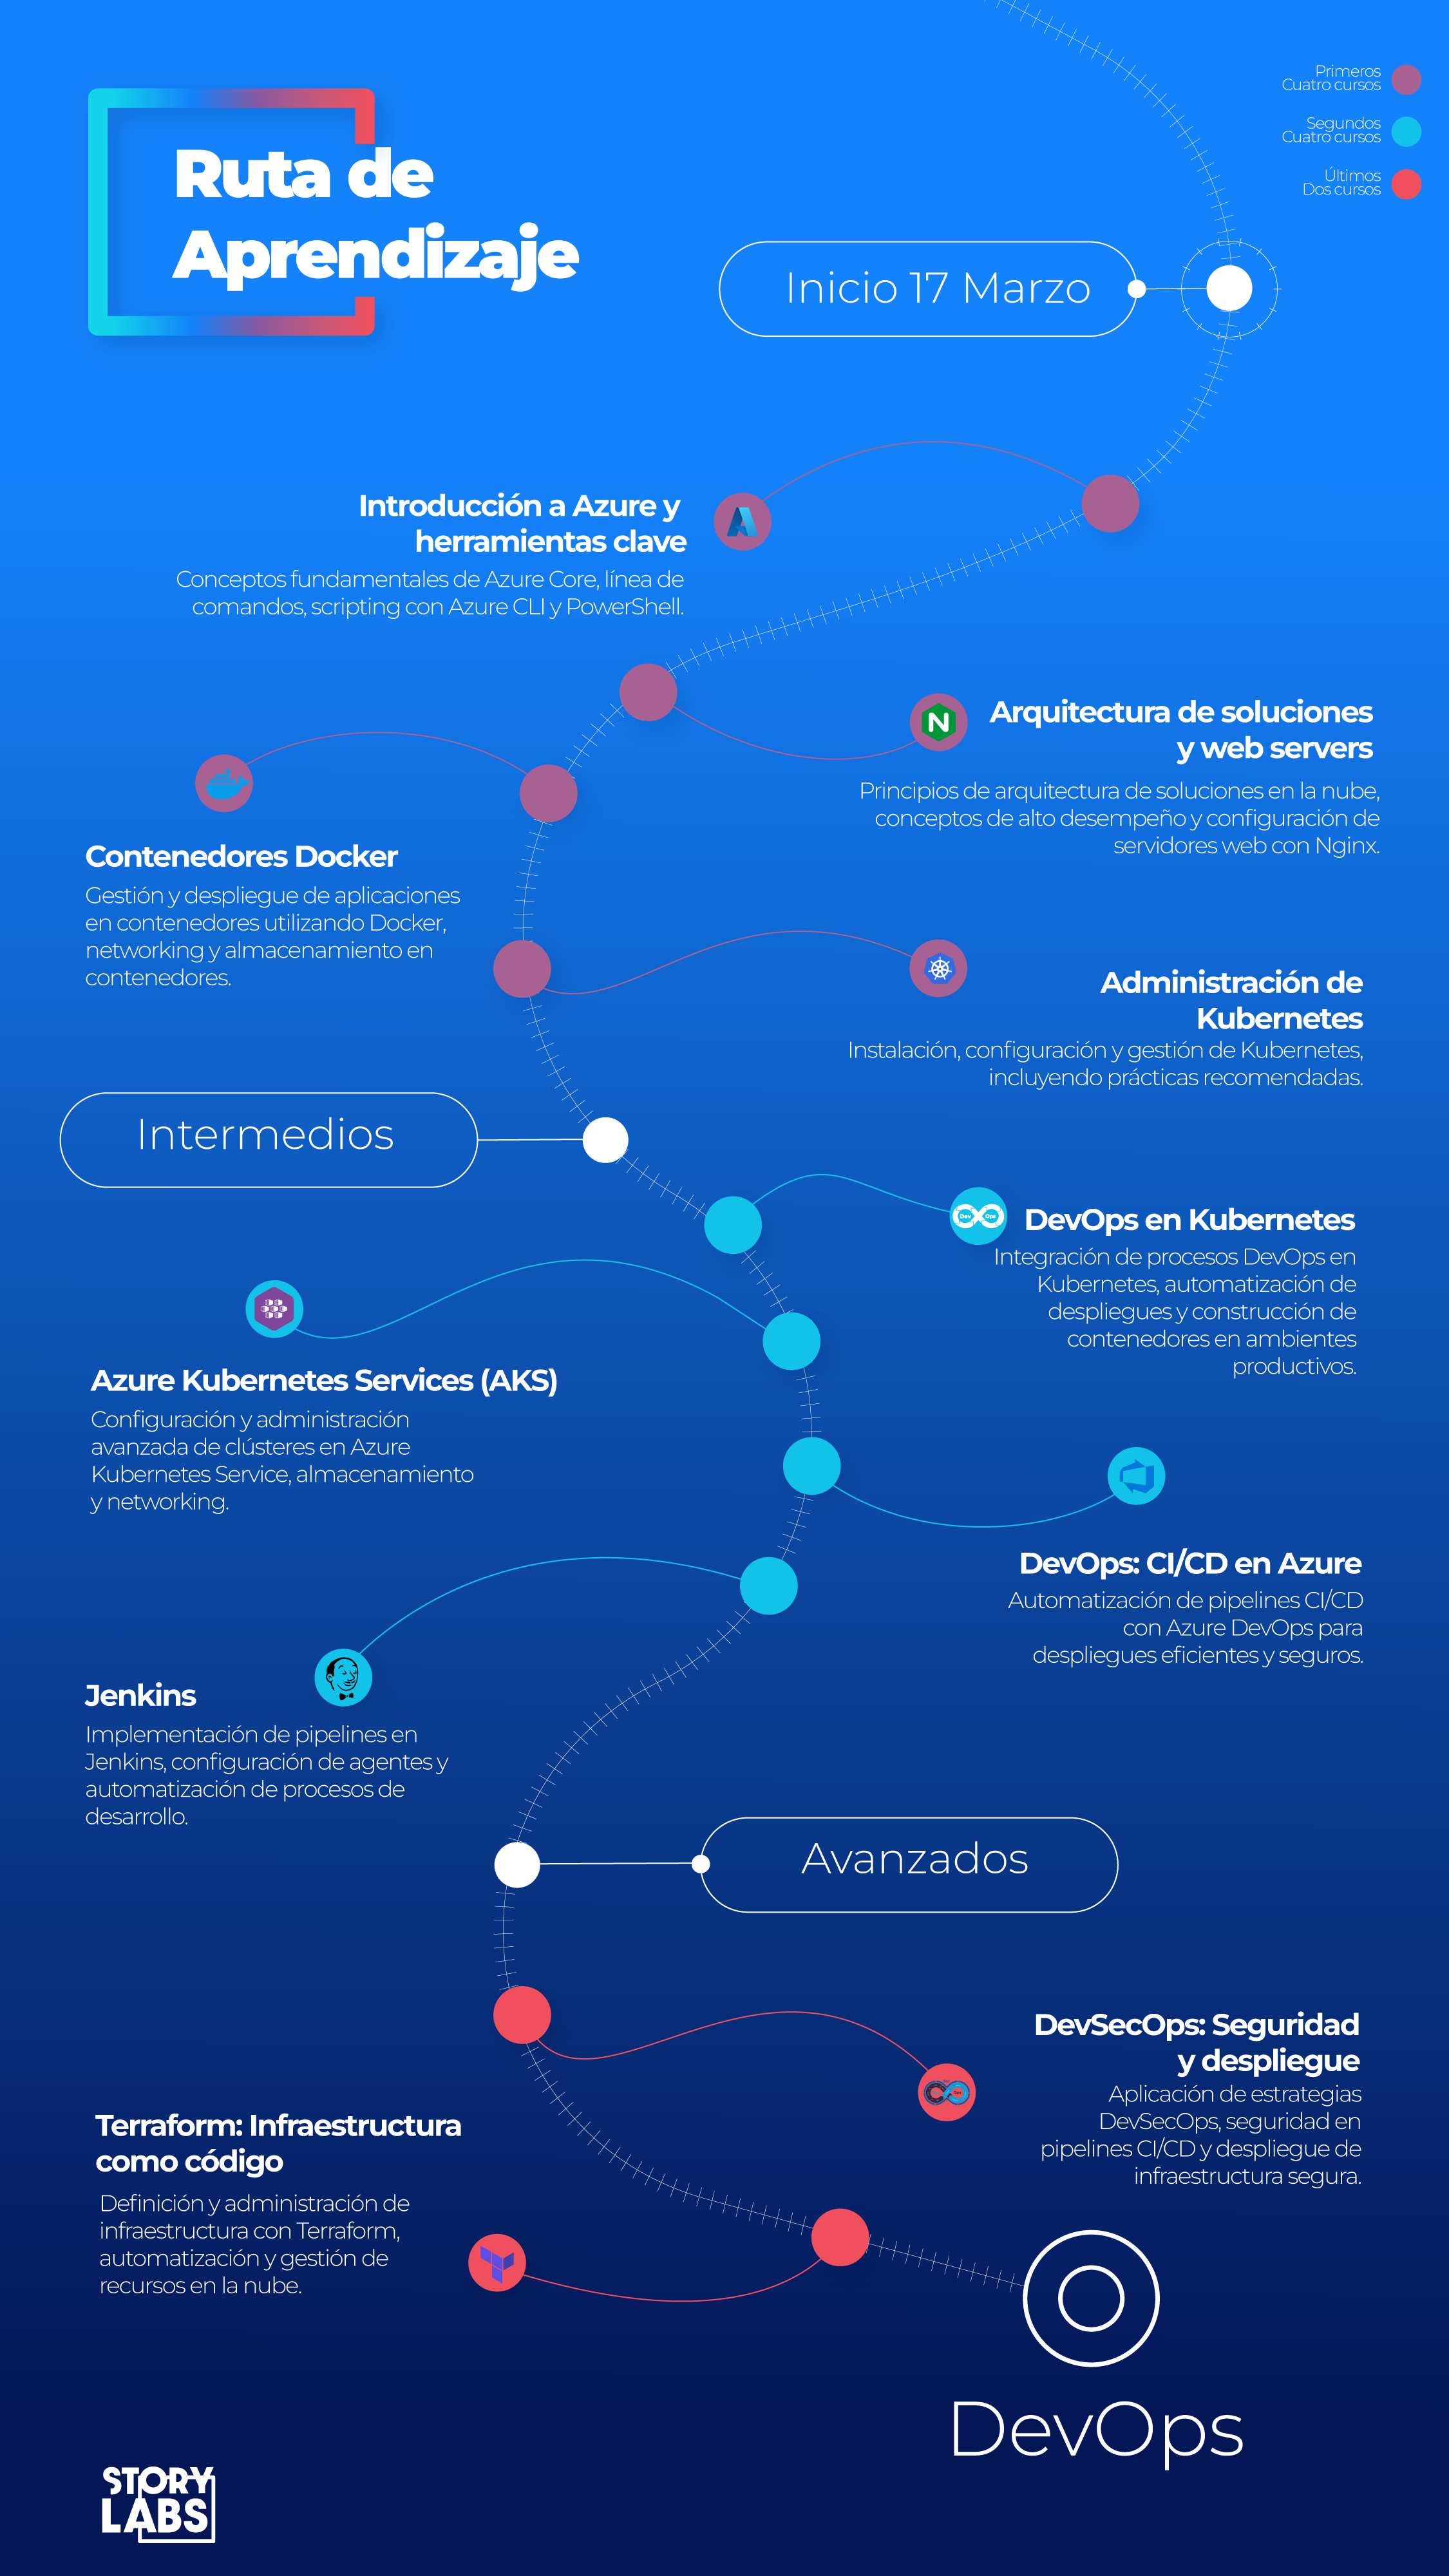 Ruta de
Aprendizaje
Primeros
Cuatro cursos
Segundos
Cuatro cursos
Últimos
Dos cursos
Inicio 17 Marzo
Introducción a Azure y
herramientas clave
Conceptos fundamentales de Azure Core, línea de
comandos, scripting con Azure CLI y PowerShell.
Arquitectura de soluciones
y web servers
Principios de arquitectura de soluciones en la nube,
conceptos de alto desempeño y configuración de
servidores web con Nginx.
Contenedores Docker
Gestión y despliegue de aplicaciones
en contenedores utilizando Docker,
networking y almacenamiento en
contenedores.
Administración de
Kubernetes
Instalación, configuración y gestión de Kubernetes,
incluyendo prácticas recomendadas.
Intermedios
Dev Ops
DevOps en Kubernetes
Integración de procesos DevOps en
Kubernetes, automatización de
despliegues y construcción de
contenedores en ambientes
productivos.
Azure Kubernetes Services (AKS)
Configuración y administración
avanzada de clústeres en Azure
Kubernetes Service, almacenamiento
y networking.
DevOps: CI/CD en Azure
Automatización de pipelines CI/CD
con Azure DevOps para
despliegues eficientes y seguros.
Jenkins
Implementación de pipelines en
Jenkins, configuración de agentes y
automatización de procesos de
desarrollo.
Avanzados
DevSecOps: Seguridad
y despliegue
Aplicación de estrategias
DevSecOps, seguridad en
pipelines CI/CD y despliegue de
infraestructura segura.
Terraform: Infraestructura
como código
Definición y administración de
infraestructura con Terraform,
automatización y gestión de
recursos en la nube.
DevOps
STORY
LABS